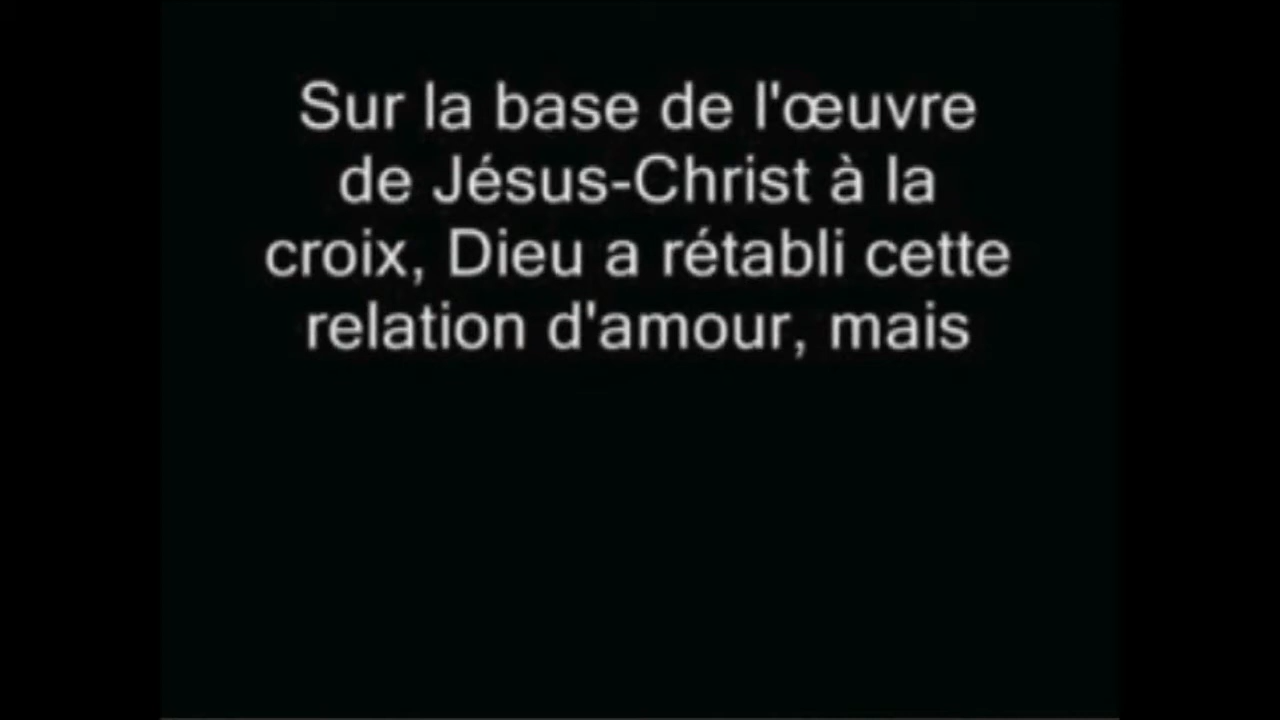 Sur la base de l'œuvre
de Jésus-Christ à la
croix, Dieu a rétabli cette
relation d'amour, mais